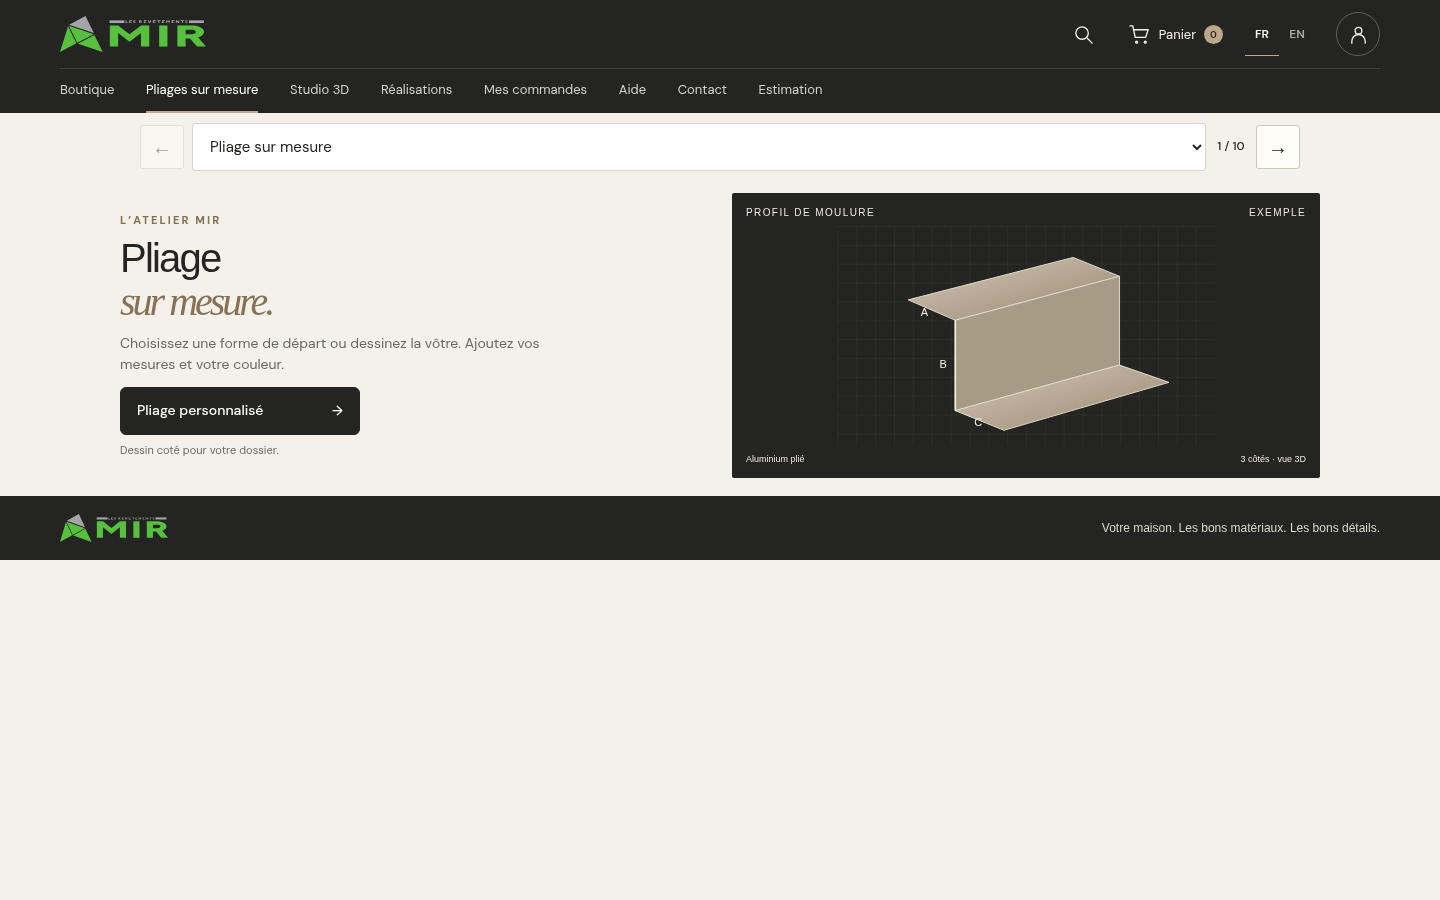 LES REVÊTEMENTS
MIR
Panier 0
FR EN
Boutique Pliages sur mesure Studio 3D Réalisations Mes commandes Aide Contact Estimation
← Pliage sur mesure 1 / 10 →
L’ATELIER MIR
Pliage
sur mesure.
Choisissez une forme de départ ou dessinez la vôtre. Ajoutez vos
mesures et votre couleur.
Pliage personnalisé →
Dessin coté pour votre dossier.
PROFIL DE MOULURE EXEMPLE
A
B
C
Aluminium plié 3 côtés · vue 3D
LES REVÊTEMENTS
MIR
Votre maison. Les bons matériaux. Les bons détails.